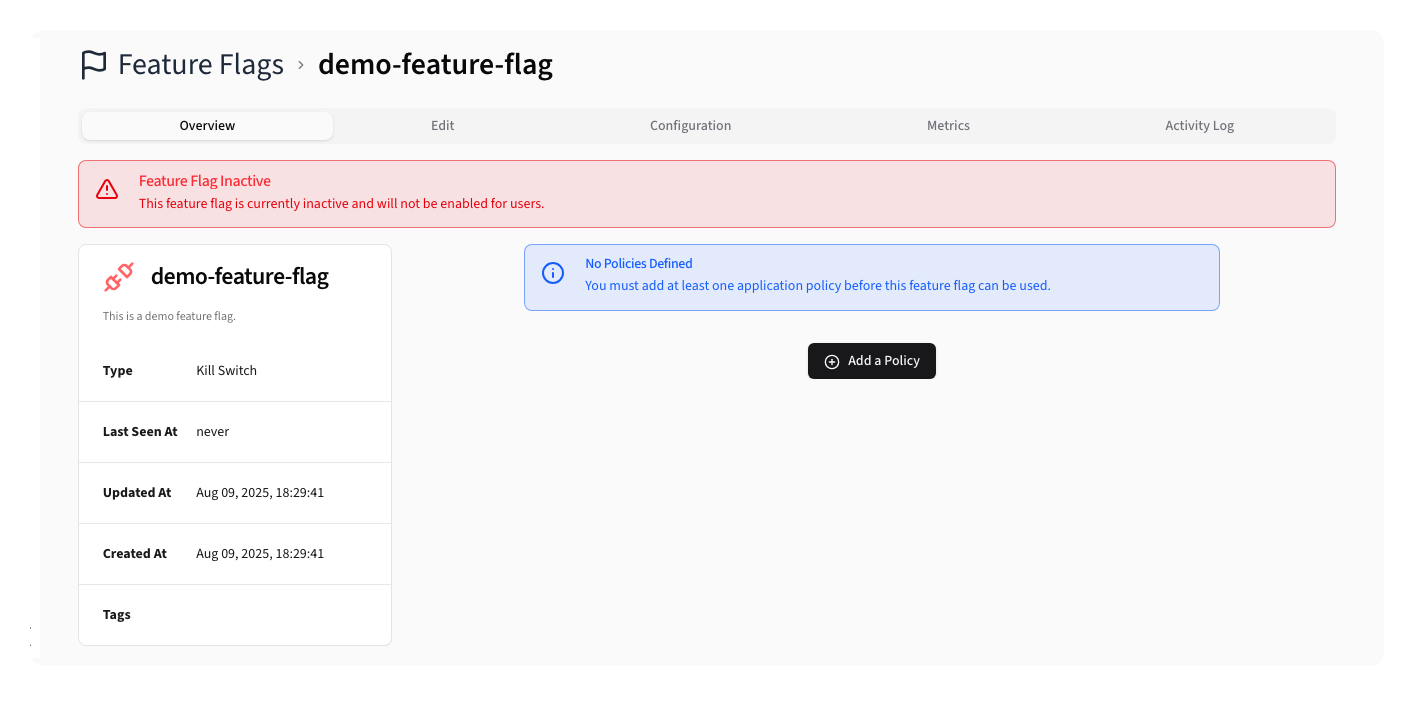 Feature Flags › demo-feature-flag
Overview Edit Configuration Metrics Activity Log
Feature Flag Inactive
This feature flag is currently inactive and will not be enabled for users.
demo-feature-flag
This is a demo feature flag.
Type Kill Switch
Last Seen At never
Updated At Aug 09, 2025, 18:29:41
Created At Aug 09, 2025, 18:29:41
Tags
No Policies Defined
You must add at least one application policy before this feature flag can be used.
Add a Policy